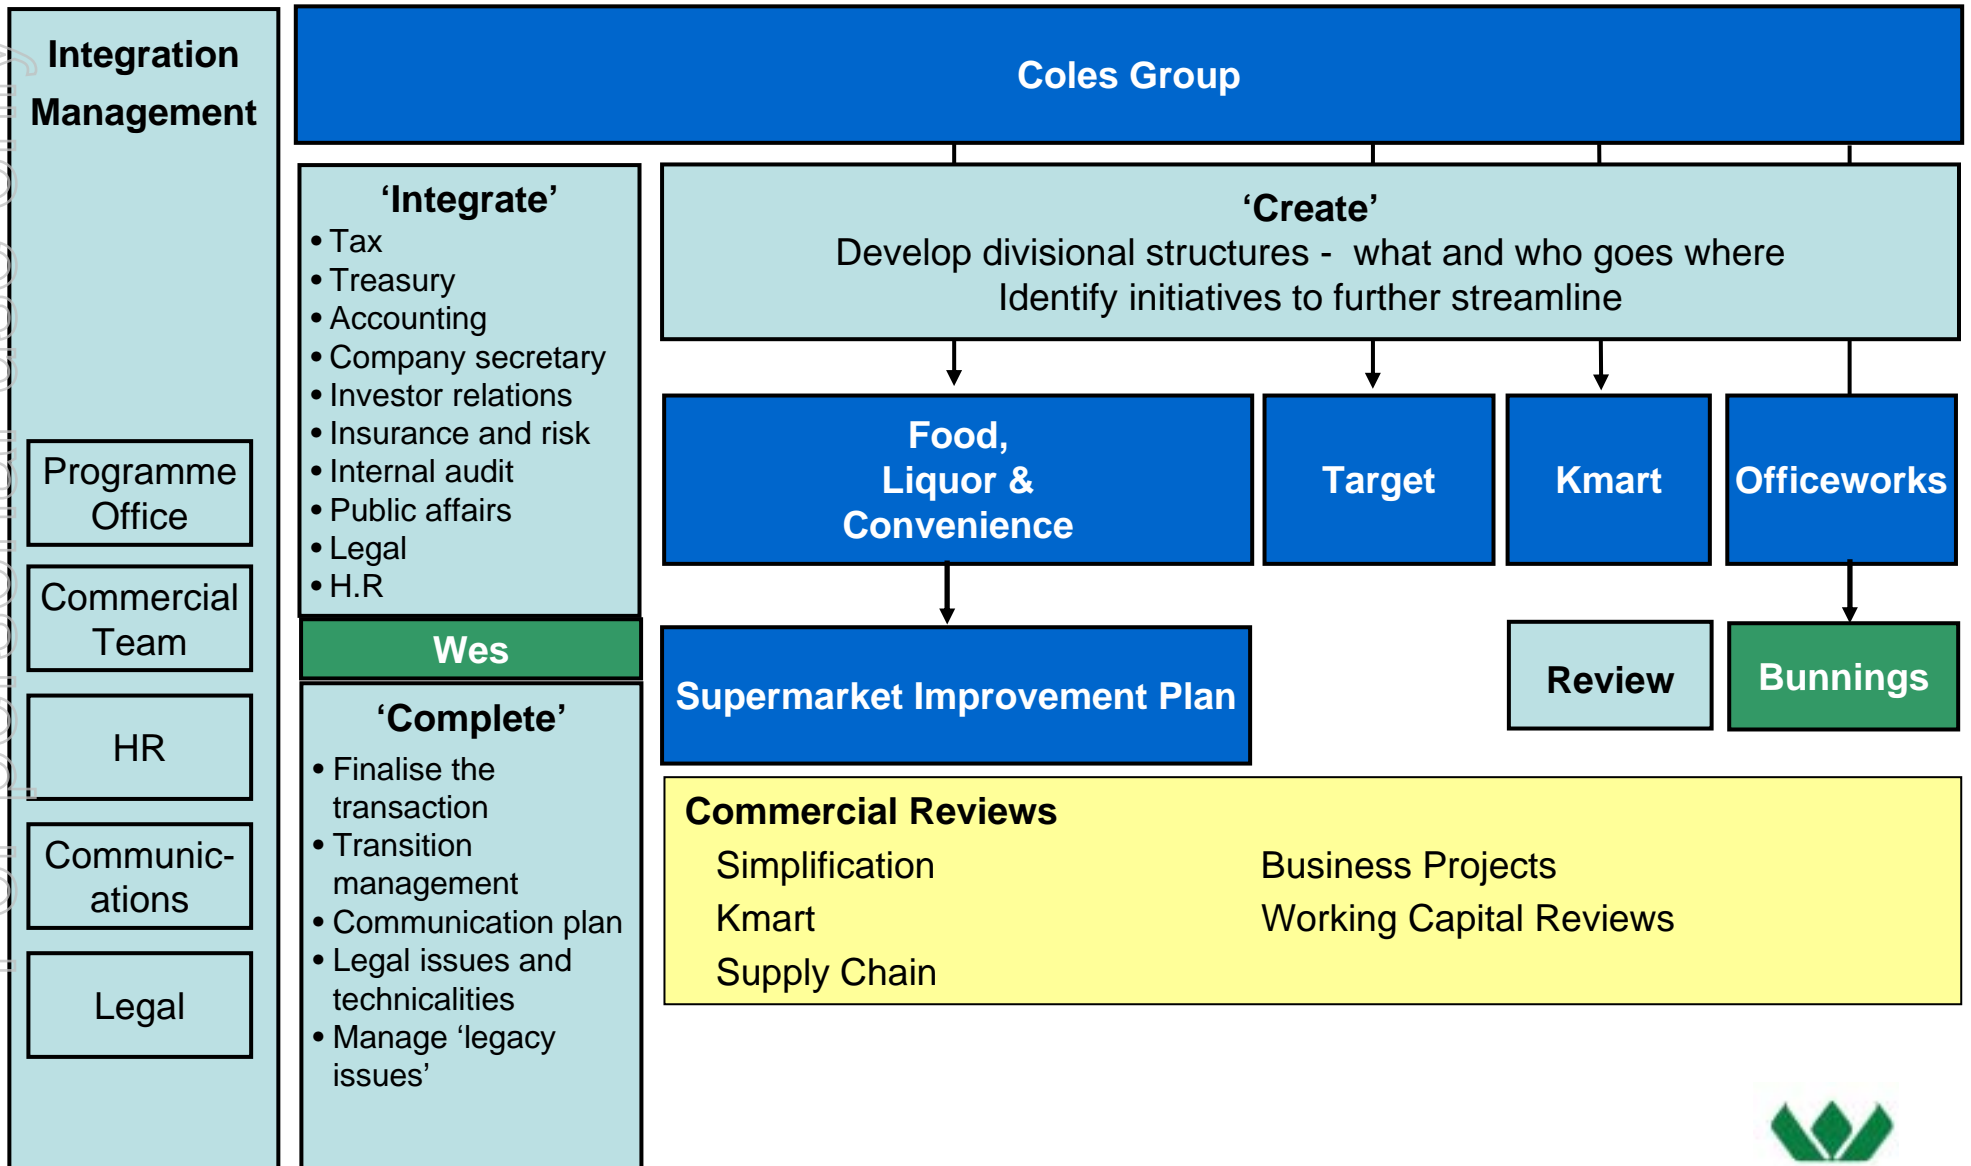 Integration
Management
Programme
Office
Commercial
Team
HR
Communic-
ations
Legal
Coles Group
‘Integrate’
• Tax
• Treasury
• Accounting
• Company secretary
• Investor relations
• Insurance and risk
• Internal audit
• Public affairs
• Legal
• H.R
Wes
‘Complete’
• Finalise the
transaction
• Transition
management
• Communication plan
• Legal issues and
technicalities
• Manage ‘legacy
issues’
‘Create’
Develop divisional structures - what and who goes where
Identify initiatives to further streamline
Food,
Liquor &
Convenience
Target
Kmart
Officeworks
Supermarket Improvement Plan
Review
Bunnings
Commercial Reviews
Simplification
Kmart
Supply Chain
Business Projects
Working Capital Reviews
For personal use only